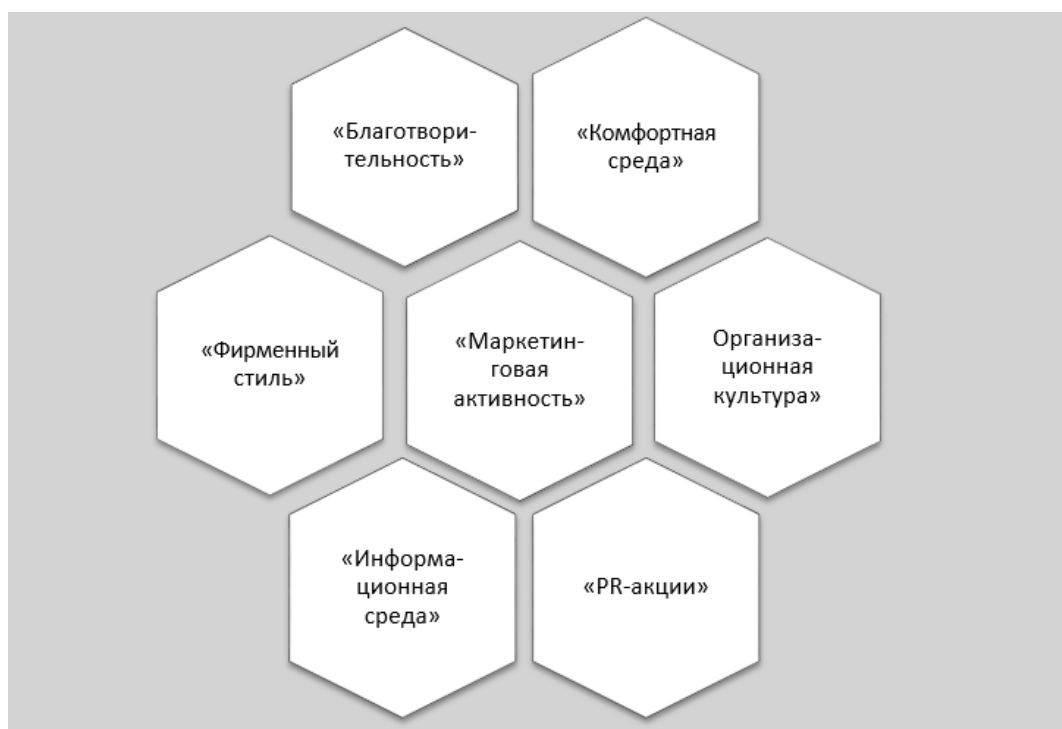 «Благотвори-
тельность»
«Комфортная
среда»
«Фирменный
стиль»
«Маркетин-
говая
активность»
Организа-
ционная
культура»
«Информа-
ционная
среда»
«PR-акции»